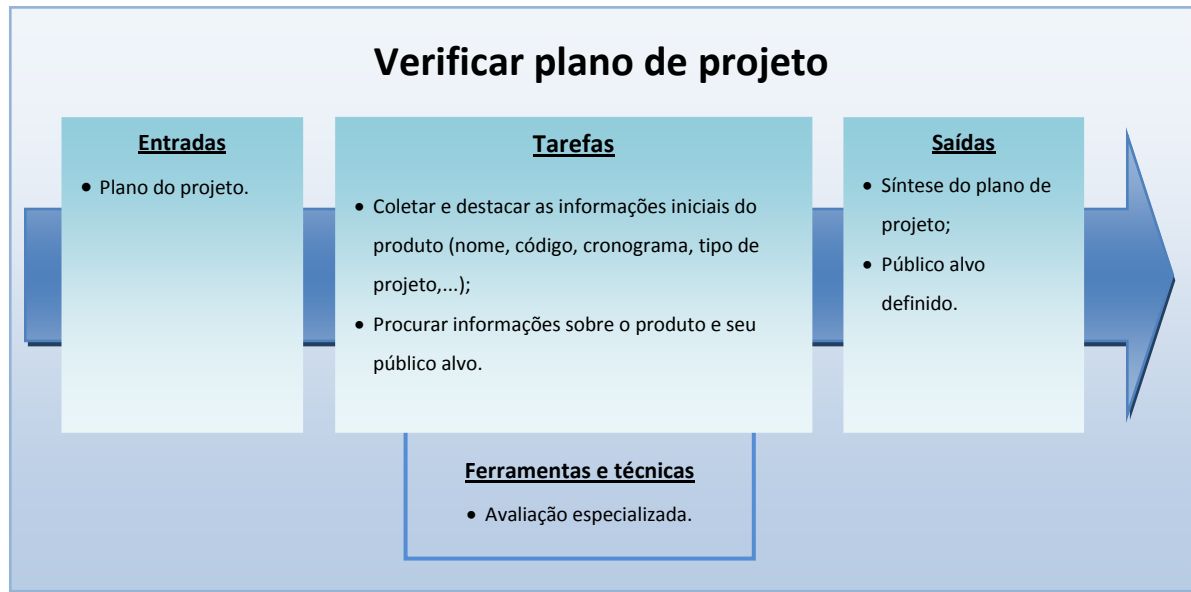 Verificar plano de projeto
Entradas
• Plano do projeto.
Tarefas
• Coletar e destacar as informações iniciais do
produto (nome, código, cronograma, tipo de
projeto,...);
• Procurar informações sobre o produto e seu
público alvo.
Saídas
• Síntese do plano de
projeto;
• Público alvo
definido.
Ferramentas e técnicas
• Avaliação especializada.